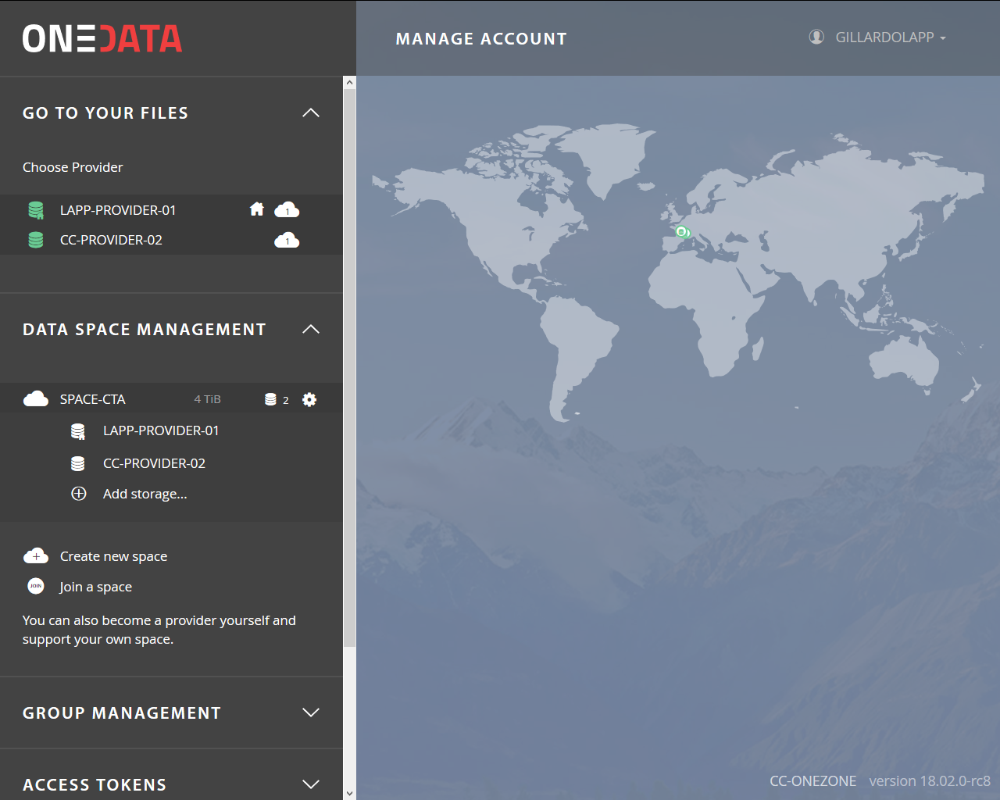 ONEDATA
MANAGE ACCOUNT
GILLARDOLAPP
GO TO YOUR FILES
Choose Provider
LAPP-PROVIDER-01 1
CC-PROVIDER-02 1
DATA SPACE MANAGEMENT
SPACE-CTA 4 TiB 2
LAPP-PROVIDER-01
CC-PROVIDER-02
Add storage...
Create new space
JOIN Join a space
You can also become a provider yourself and
support your own space.
GROUP MANAGEMENT
ACCESS TOKENS
CC-ONEZONE version 18.02.0-rc8